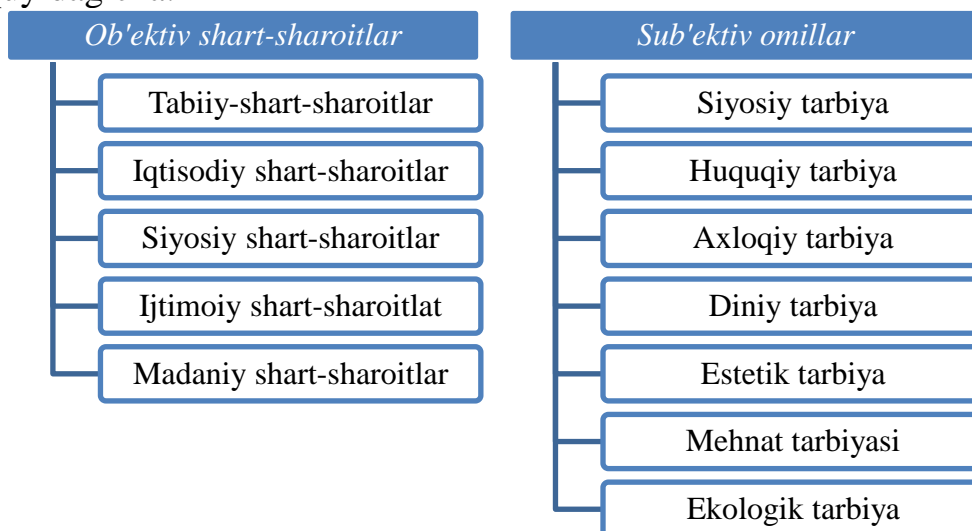 Ob'ektiv shart-sharoitlar
Tabiiy-shart-sharoitlar
Iqtisodiy shart-sharoitlar
Siyosiy shart-sharoitlar
Ijtimoiy shart-sharoitlat
Madaniy shart-sharoitlar
Sub'ektiv omillar
Siyosiy tarbiya
Huquqiy tarbiya
Axloqiy tarbiya
Diniy tarbiya
Estetik tarbiya
Mehnat tarbiyasi
Ekologik tarbiya